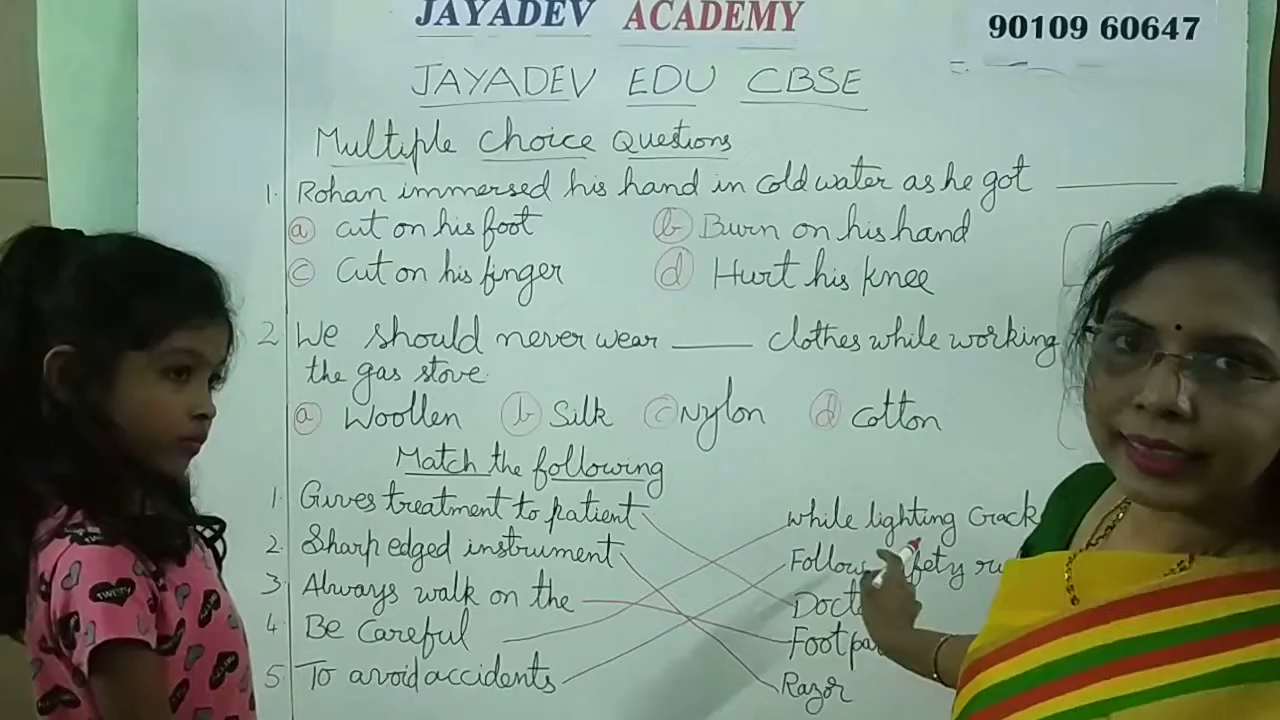 JAYADEV ACADEMY
90109 60647
JAYADEV EDU CBSE
Multiple Choice Questions
1. Rohan immersed his hand in cold water as he got ______
a cut on his foot b Burn on his hand
c Cut on his finger d Hurt his knee
2. We should never wear ____ clothes while working
the gas stove.
a Woollen b Silk c Nylon d Cotton
Match the following
1. Gives treatment to patient while lighting Crack
2. Sharp edged instrument Follow
3. Always walk on the Doct
4. Be Careful Footpa
5. To avoid accidents Razor
TWETY